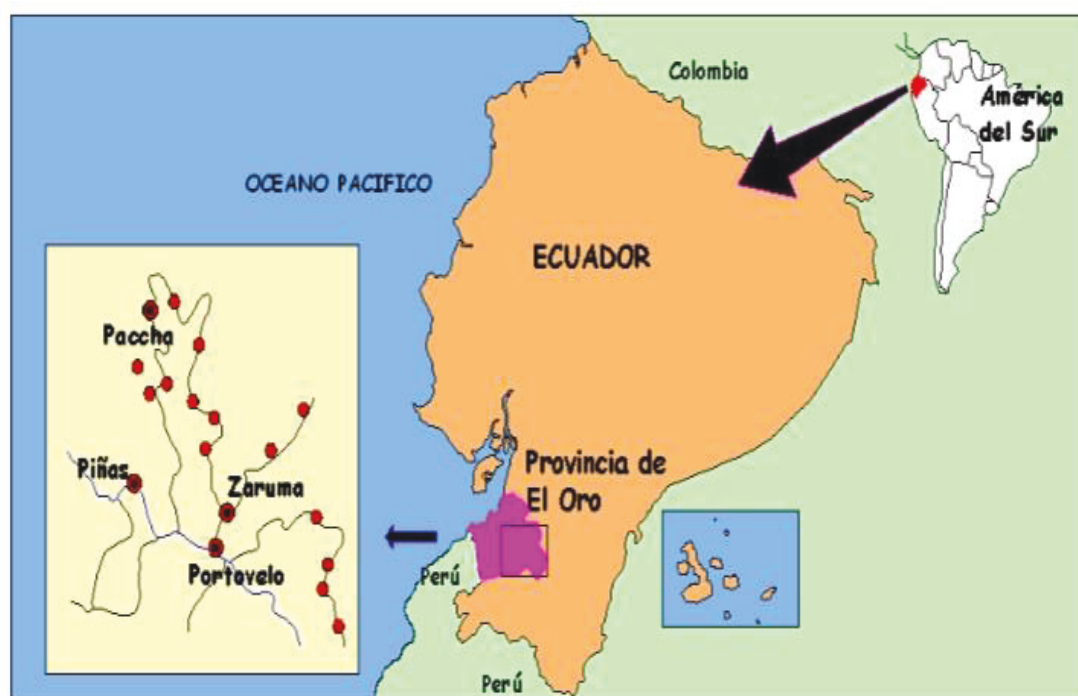 Colombia
América
del Sur
OCEANO PACIFICO
ECUADOR
Paccha
Piñas
Zaruma
Portovelo
Provincia de
El Oro
Perú
Perú